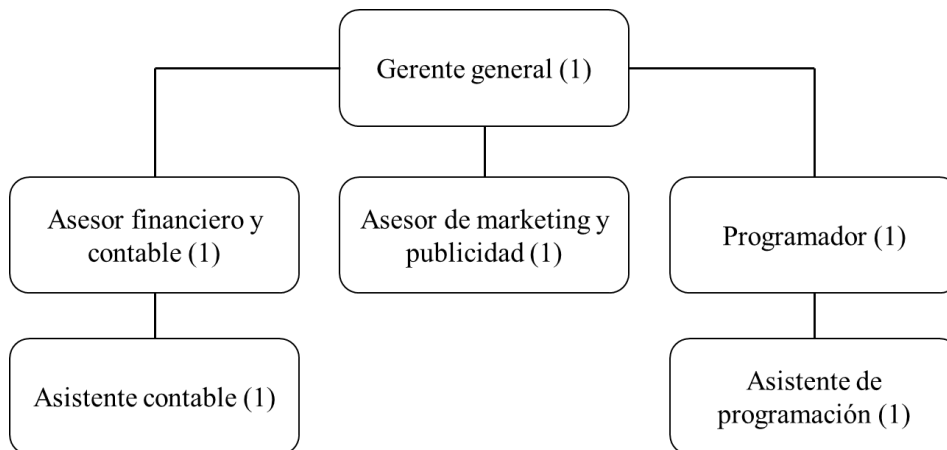 Gerente general (1)
Asesor financiero y
contable (1)
Asesor de marketing y
publicidad (1)
Programador (1)
Asistente contable (1)
Asistente de
programación (1)